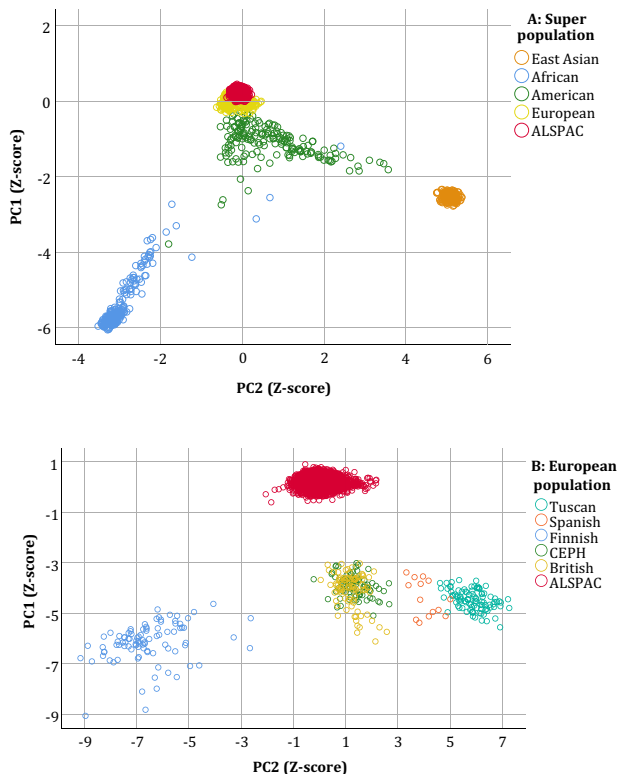 A: Super
population
East Asian
African
American
European
ALSPAC
2
0
-2
-4
-6
PC1 (Z-score)
-4 -2 0 2 4 6
PC2 (Z-score)
B: European
population
Tuscan
Spanish
Finnish
CEPH
British
ALSPAC
1
-1
-3
-5
-7
-9
PC1 (Z-score)
-9 -7 -5 -3 -1 1 3 5 7
PC2 (Z-score)